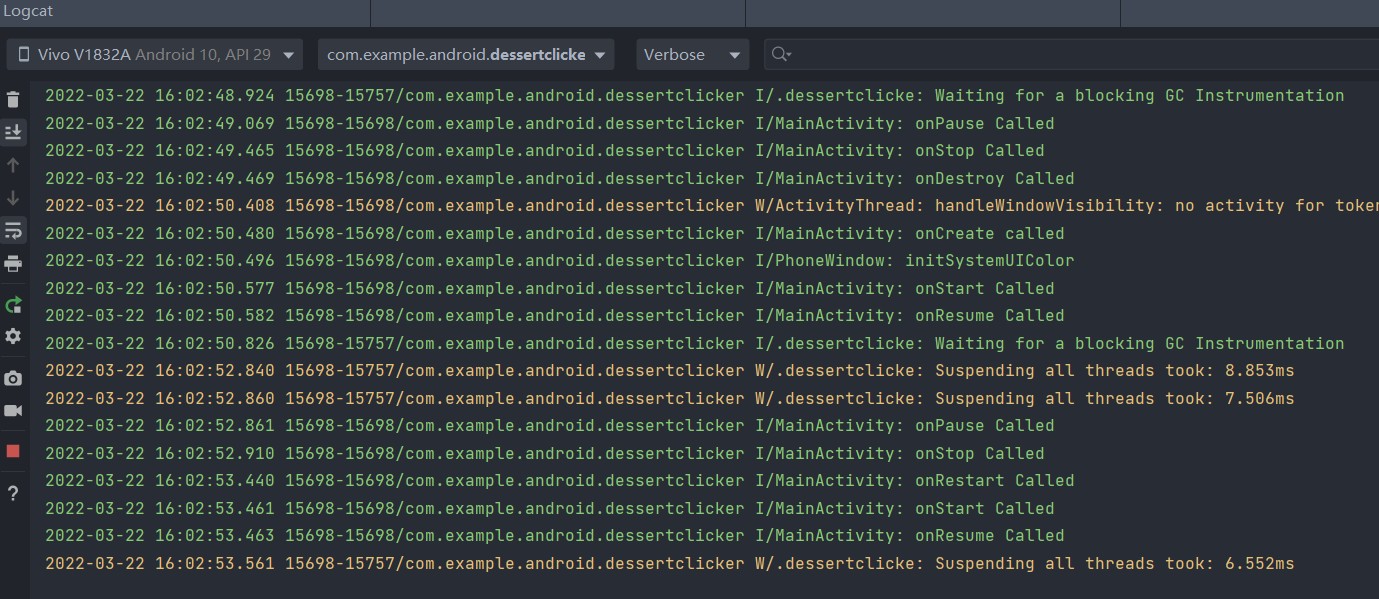 Logcat
Vivo V1832A Android 10, API 29 com.example.android.dessertclicke Verbose
2022-03-22 16:02:48.924 15698-15757/com.example.android.dessertclicker I/.dessertclicke: Waiting for a blocking GC Instrumentation
2022-03-22 16:02:49.069 15698-15698/com.example.android.dessertclicker I/MainActivity: onPause Called
2022-03-22 16:02:49.465 15698-15698/com.example.android.dessertclicker I/MainActivity: onStop Called
2022-03-22 16:02:49.469 15698-15698/com.example.android.dessertclicker I/MainActivity: onDestroy Called
2022-03-22 16:02:50.408 15698-15698/com.example.android.dessertclicker W/ActivityThread: handleWindowVisibility: no activity for token
2022-03-22 16:02:50.480 15698-15698/com.example.android.dessertclicker I/MainActivity: onCreate called
2022-03-22 16:02:50.496 15698-15698/com.example.android.dessertclicker I/PhoneWindow: initSystemUIColor
2022-03-22 16:02:50.577 15698-15698/com.example.android.dessertclicker I/MainActivity: onStart Called
2022-03-22 16:02:50.582 15698-15698/com.example.android.dessertclicker I/MainActivity: onResume Called
2022-03-22 16:02:50.826 15698-15757/com.example.android.dessertclicker I/.dessertclicke: Waiting for a blocking GC Instrumentation
2022-03-22 16:02:52.840 15698-15757/com.example.android.dessertclicker W/.dessertclicke: Suspending all threads took: 8.853ms
2022-03-22 16:02:52.860 15698-15757/com.example.android.dessertclicker W/.dessertclicke: Suspending all threads took: 7.506ms
2022-03-22 16:02:52.861 15698-15698/com.example.android.dessertclicker I/MainActivity: onPause Called
2022-03-22 16:02:52.910 15698-15698/com.example.android.dessertclicker I/MainActivity: onStop Called
2022-03-22 16:02:53.440 15698-15698/com.example.android.dessertclicker I/MainActivity: onRestart Called
2022-03-22 16:02:53.461 15698-15698/com.example.android.dessertclicker I/MainActivity: onStart Called
2022-03-22 16:02:53.463 15698-15698/com.example.android.dessertclicker I/MainActivity: onResume Called
2022-03-22 16:02:53.561 15698-15757/com.example.android.dessertclicker W/.dessertclicke: Suspending all threads took: 6.552ms